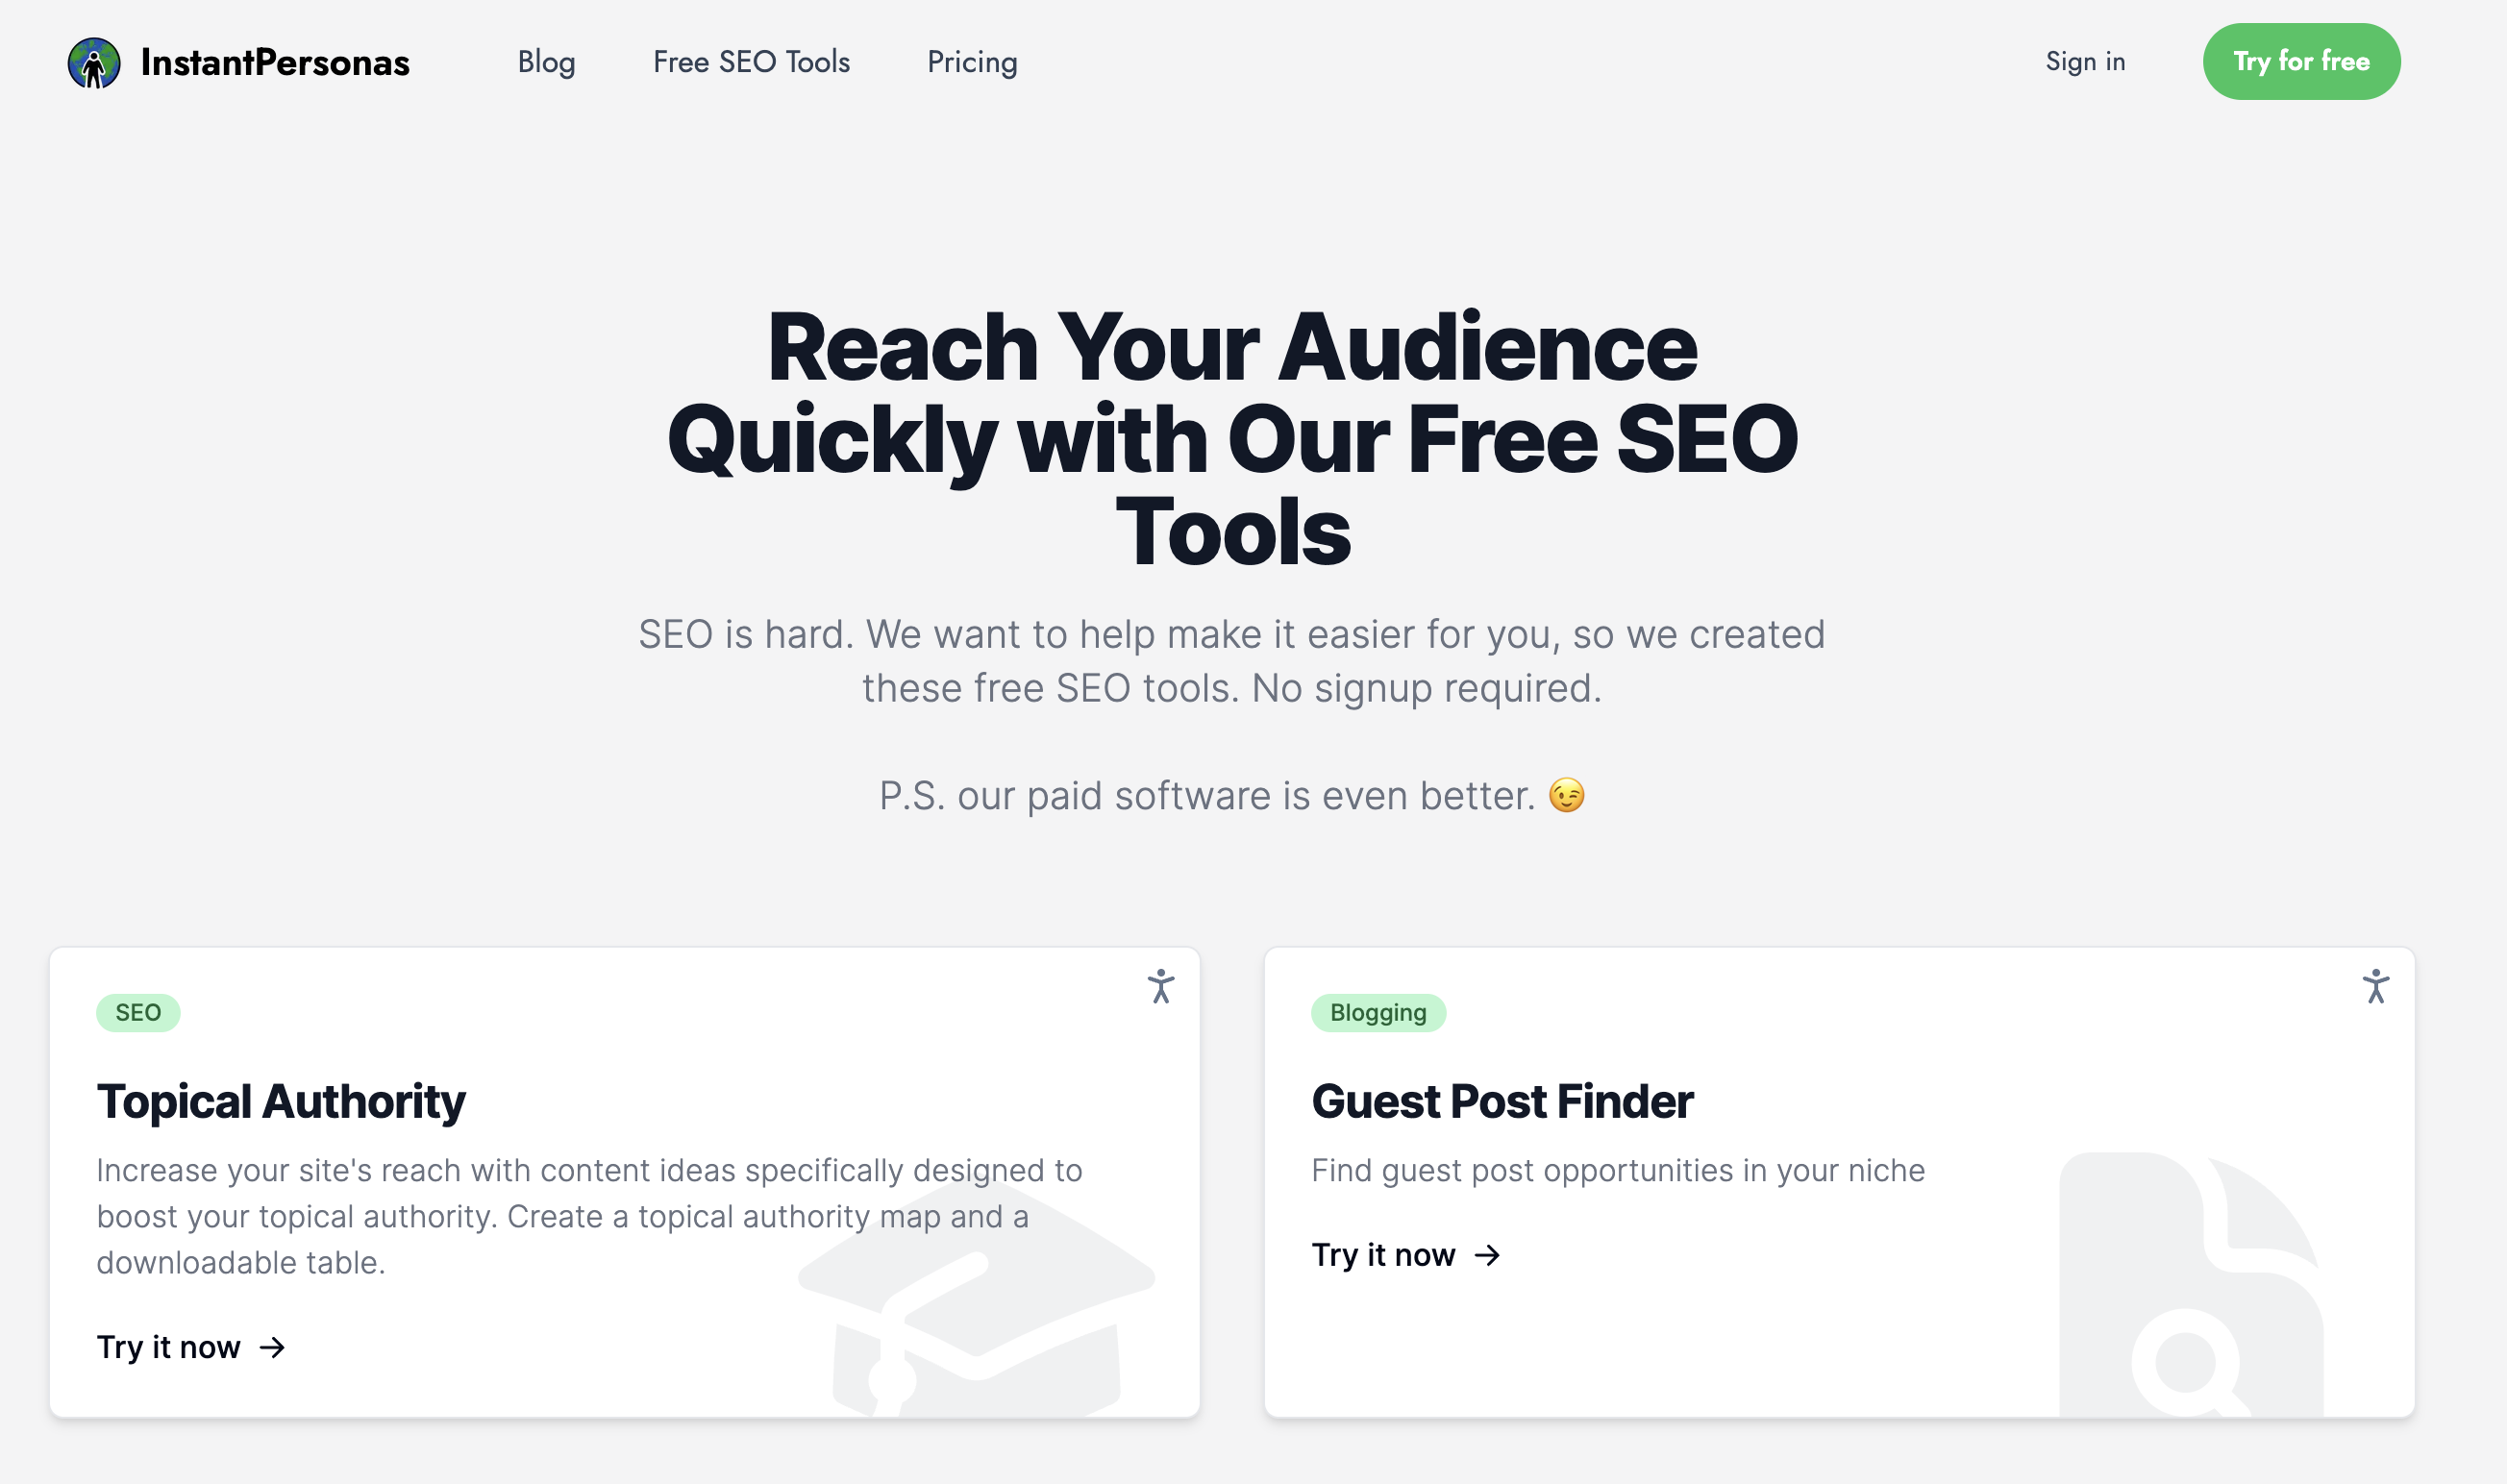 InstantPersonas
Blog
Free SEO Tools
Pricing
Sign in
Try for free
Reach Your Audience
Quickly with Our Free SEO
Tools
SEO is hard. We want to help make it easier for you, so we created
these free SEO tools. No signup required.
P.S. our paid software is even better. 😉
SEO
Topical Authority
Increase your site's reach with content ideas specifically designed to
boost your topical authority. Create a topical authority map and a
downloadable table.
Try it now →
Blogging
Guest Post Finder
Find guest post opportunities in your niche
Try it now →